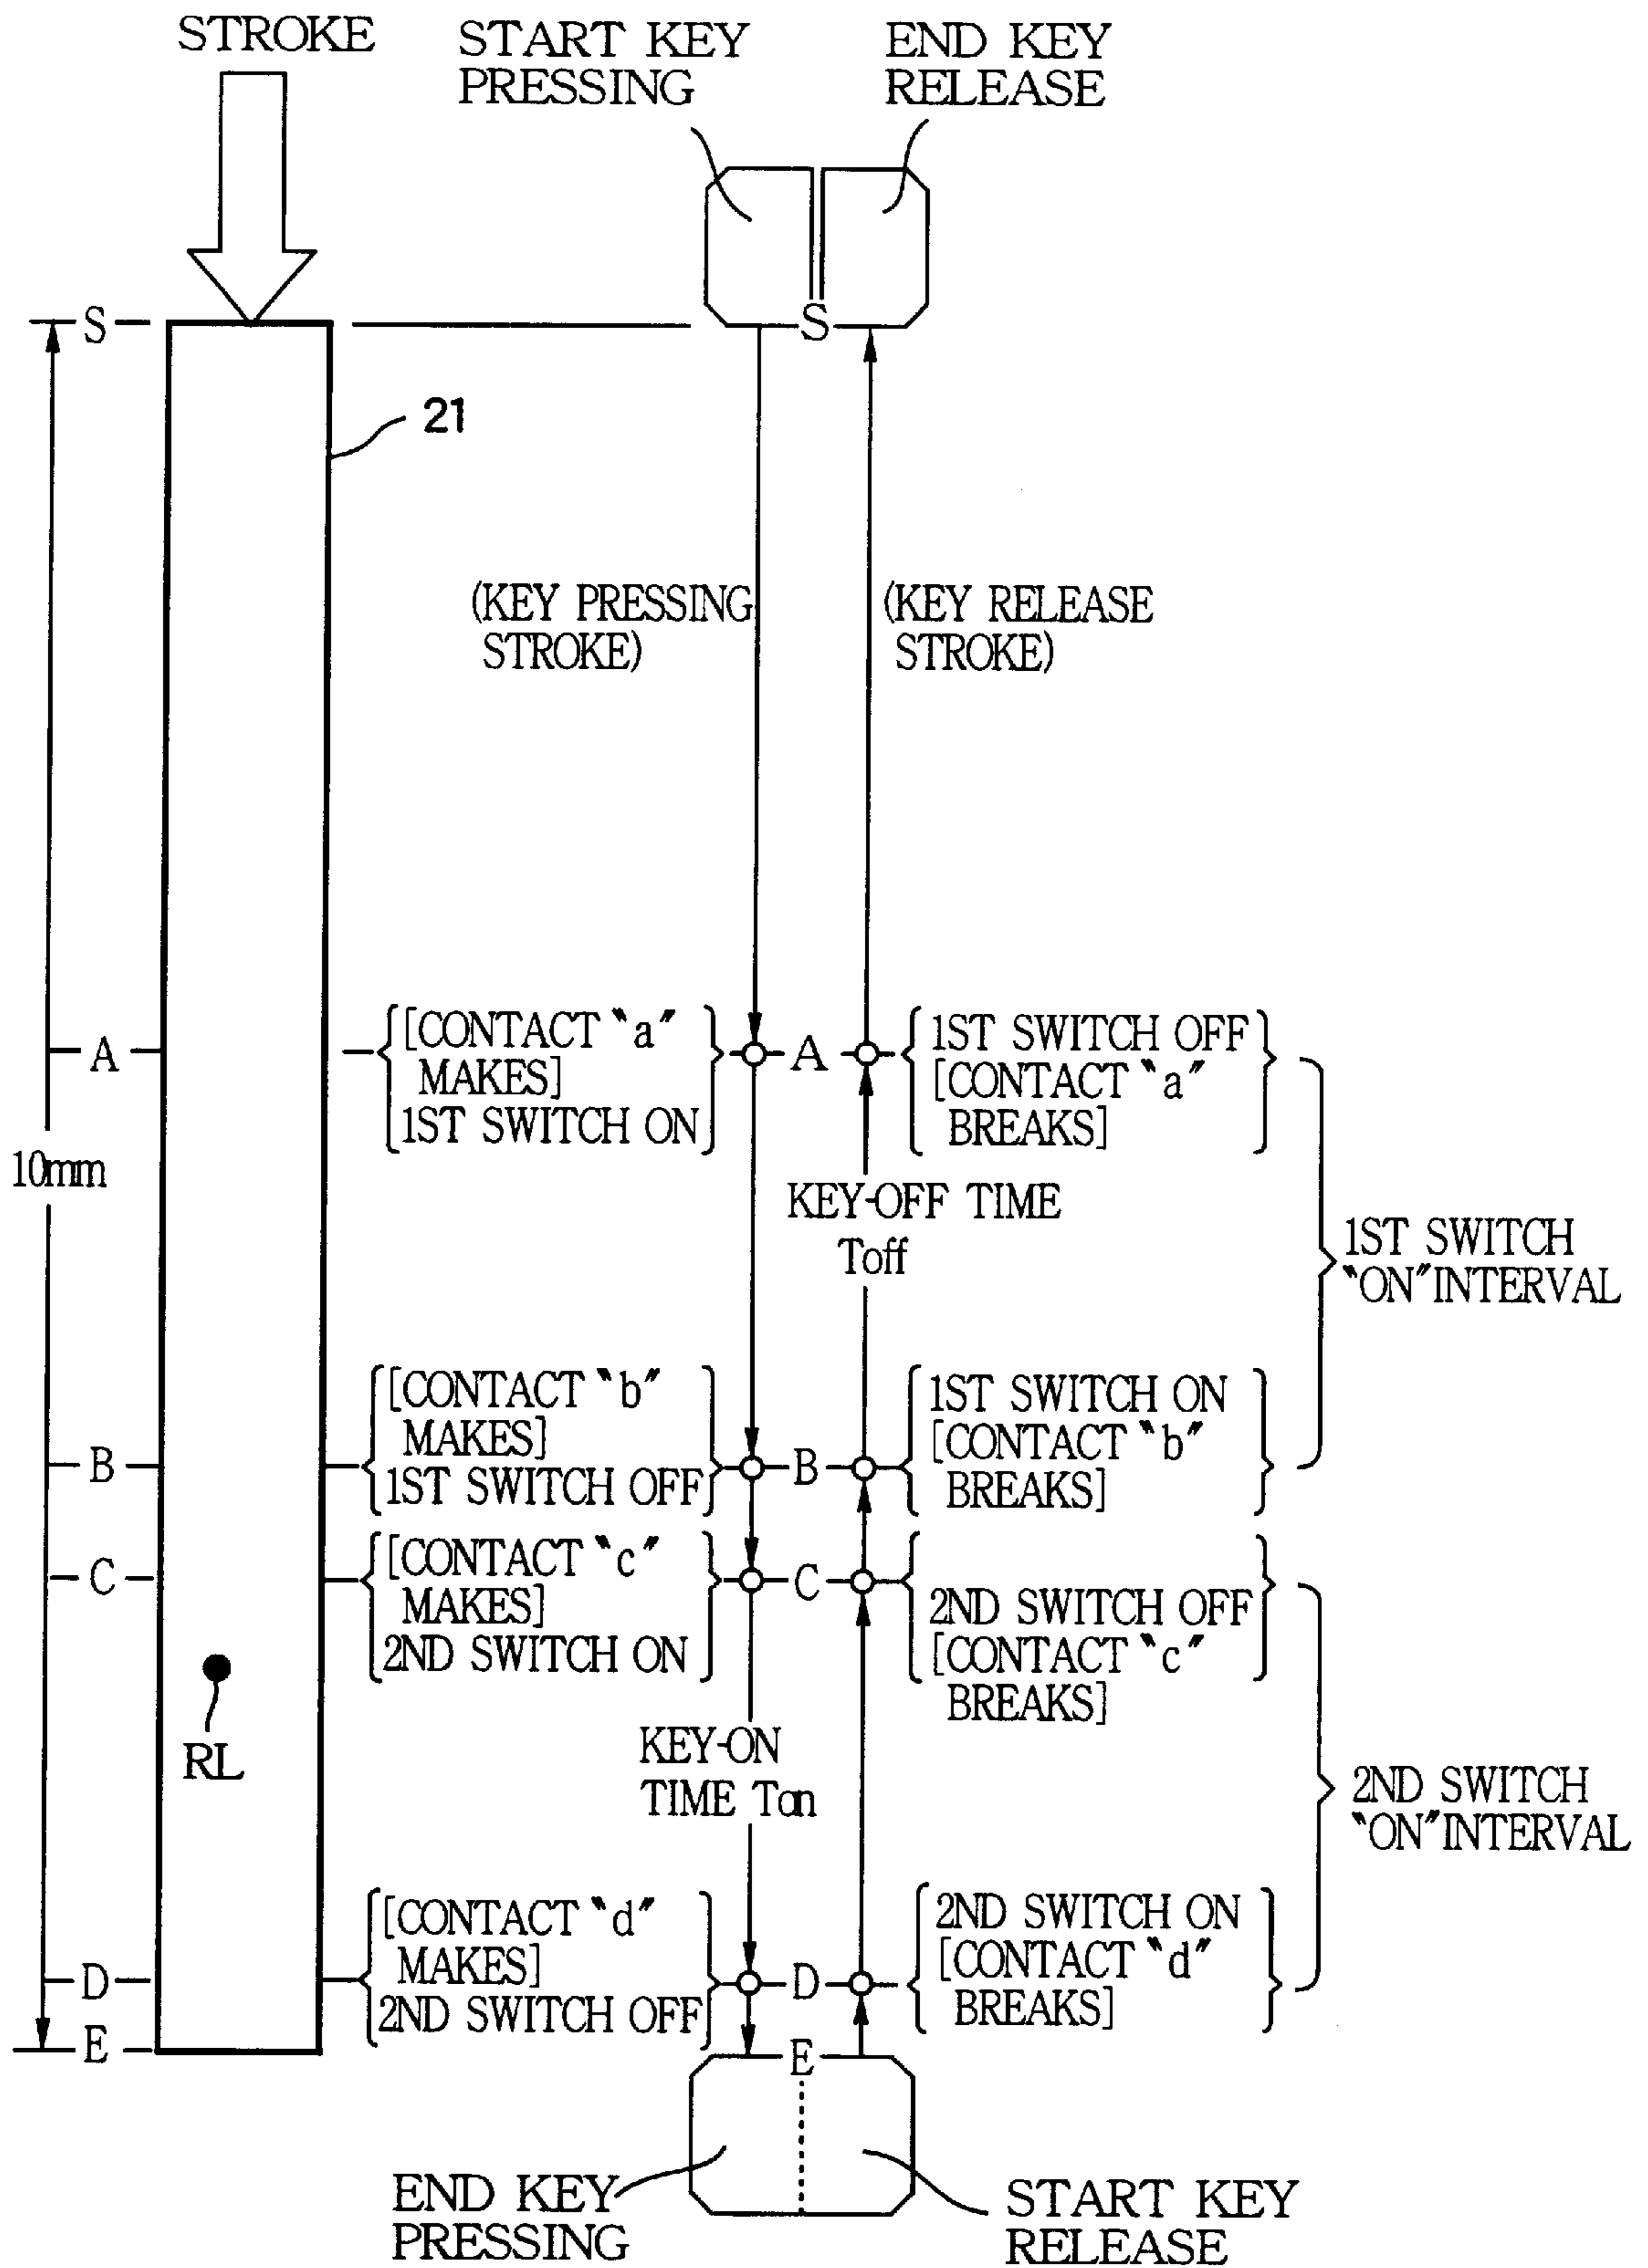 STROKE
START KEY
PRESSING
END KEY
RELEASE
S
S
21
(KEY PRESSING
STROKE)
(KEY RELEASE
STROKE)
A
[CONTACT "a"
MAKES]
1ST SWITCH ON
A
1ST SWITCH OFF
[CONTACT "a"
BREAKS]
10mm
KEY-OFF TIME
Toff
1ST SWITCH
"ON" INTERVAL
B
[CONTACT "b"
MAKES]
1ST SWITCH OFF
B
1ST SWITCH ON
[CONTACT "b"
BREAKS]
C
[CONTACT "c"
MAKES]
2ND SWITCH ON
C
2ND SWITCH OFF
[CONTACT "c"
BREAKS]
RL
KEY-ON
TIME Ton
2ND SWITCH
"ON" INTERVAL
D
[CONTACT "d"
MAKES]
2ND SWITCH OFF
D
2ND SWITCH ON
[CONTACT "d"
BREAKS]
E
E
END KEY
PRESSING
START KEY
RELEASE